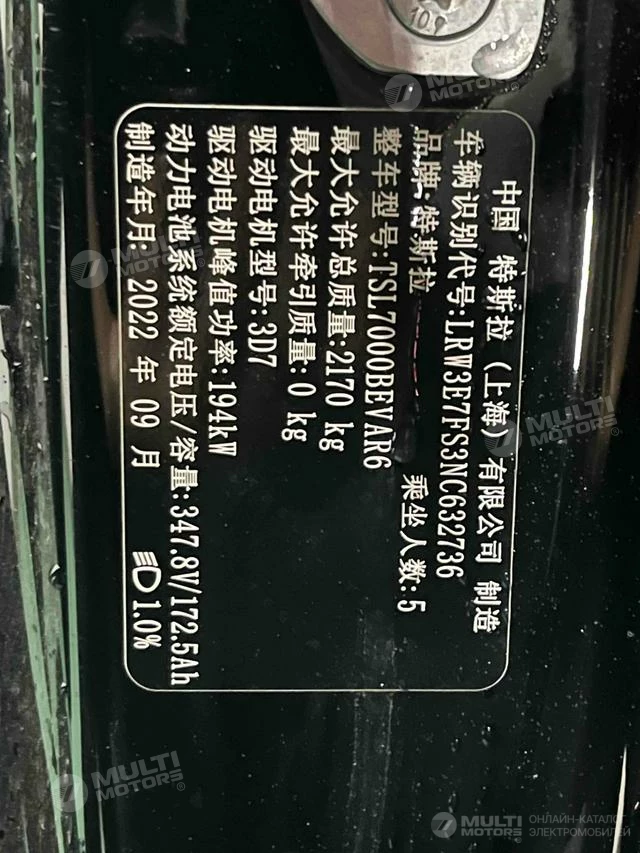 中国 特斯拉（上海）有限公司 制造
车辆识别代号:LRW3E7FS3NC632736
品牌:特斯拉 乘坐人数:5
整车型号:TSL7000BEVAR6
最大允许总质量:2170 kg
最大允许牵引质量: 0 kg
驱动电机型号:3D7
驱动电机峰值功率:194kW
动力电池系统额定电压/容量:347.8V/172.5Ah
制造年月: 2022 年 09 月 1.0%
10.9
MULTI MOTORS®
MULTI MOTORS®
MULTI MOTORS®
MULTI MOTORS®
MULTI MOTORS® ОНЛАЙН-КАТАЛОГ ЭЛЕКТРОМОБИЛЕЙ